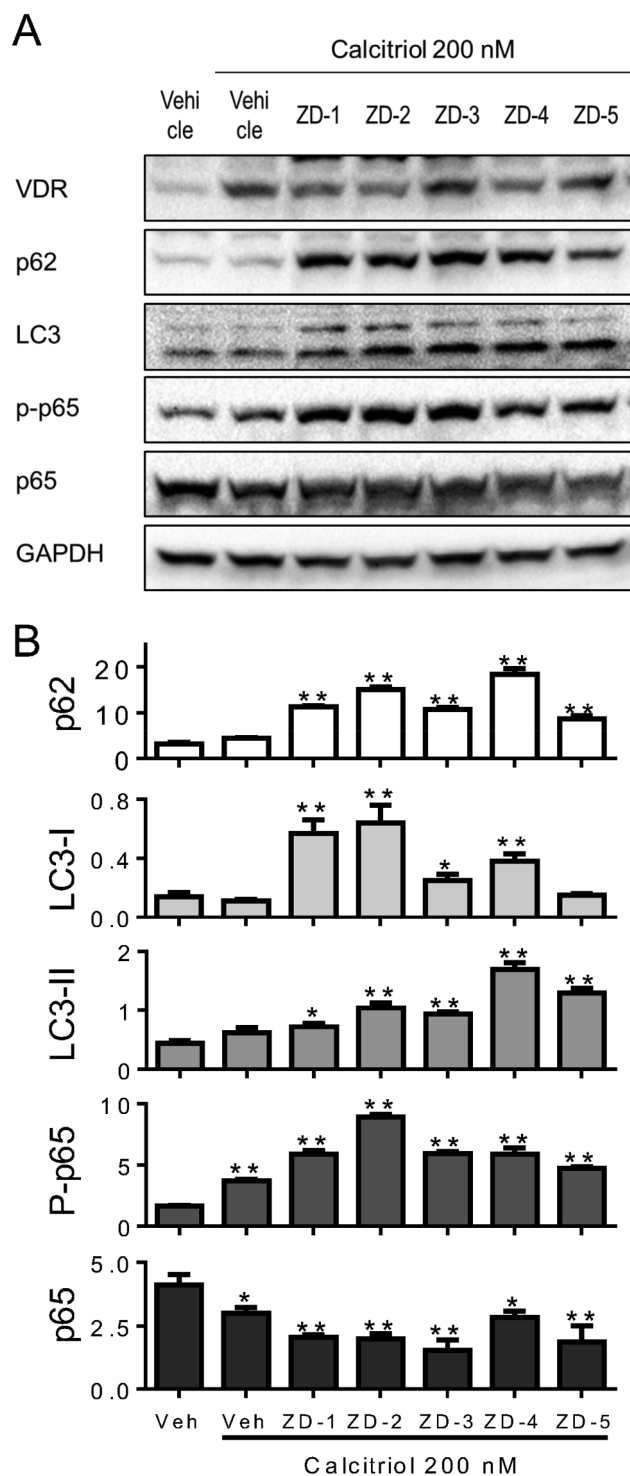 A
Calcitriol 200 nM
Vehi
cle
Vehi
cle
ZD-1
ZD-2
ZD-3
ZD-4
ZD-5
VDR
p62
LC3
p-p65
p65
GAPDH
B
p62
20
10
0
**
**
**
**
**
LC3-I
0.8
0.4
0.0
**
**
*
**
LC3-II
2
1
0
*
**
**
**
**
P-p65
10
5
0
**
**
**
**
**
**
p65
5.0
2.5
0.0
*
**
**
**
*
**
Veh Veh ZD-1 ZD-2 ZD-3 ZD-4 ZD-5
Calcitriol 200 nM